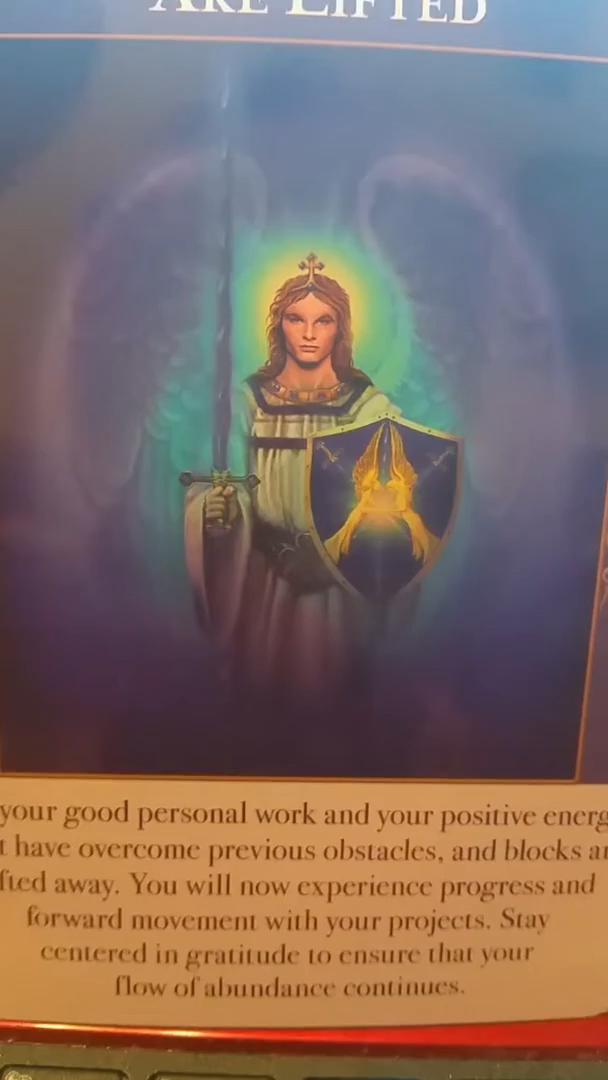 ARE LIFTED
your good personal work and your positive
have overcome previous obstacles, and blocks
away. You will now experience progress and
forward movement with your projects. Stay
centered in gratitude to ensure that your
flow of abundance continues.